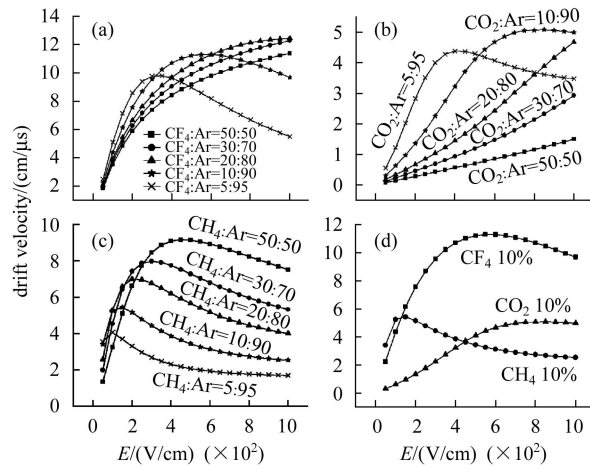 drift velocity/(cm/μs)
(a)
14
12
10
8
6
4
2
CF₄:Ar=50:50
CF₄:Ar=30:70
CF₄:Ar=20:80
CF₄:Ar=10:90
CF₄:Ar=5:95
(b)
5
4
3
2
1
0
CO₂:Ar=10:90
CO₂:Ar=5:95
CO₂:Ar=20:80
CO₂:Ar=30:70
CO₂:Ar=50:50
(c)
10
8
6
4
2
0
CH₄:Ar=50:50
CH₄:Ar=30:70
CH₄:Ar=20:80
CH₄:Ar=10:90
CH₄:Ar=5:95
0 2 4 6 8 10
E/(V/cm) (×10²)
(d)
12
10
8
6
4
2
0
CF₄ 10%
CO₂ 10%
CH₄ 10%
0 2 4 6 8 10
E/(V/cm) (×10²)